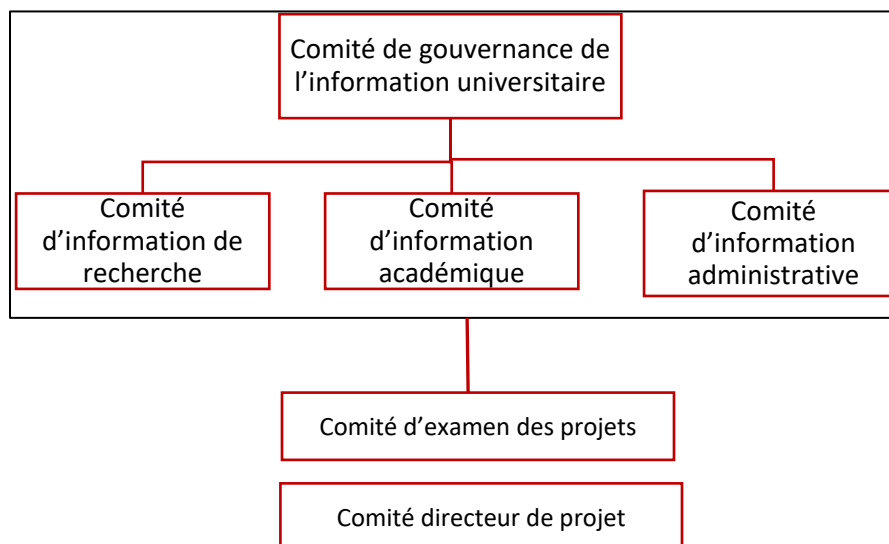 Comité de gouvernance de
l’information universitaire
Comité
d’information de
recherche
Comité
d’information
académique
Comité
d’information
administrative
Comité d’examen des projets
Comité directeur de projet